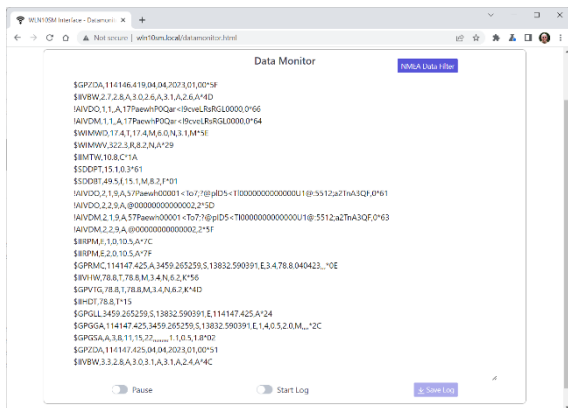 WLN10SM Interface - Datamonit
Not secure | wln10sm.local/datamonitor.html
Data Monitor
NMEA Data Filter
$GPZDA,114146.419,04,04,2023,01,00*5F
$IIVBW,2.7,2.8,A,3.0,2.6,A,3.1,A,2.6,A*4D
!AIVDO,1,1,,A,17PaewhP0Qar<I9cveLRsRGL0000,0*66
!AIVDM,1,1,,A,17PaewhP0Qar<I9cveLRsRGL0000,0*64
$WIMWD,17.4,T,17.4,M,6.0,N,3.1,M*5E
$WIMWV,322.3,R,8.2,N,A*29
$IIMTW,10.8,C*1A
$SDDPT,15.1,0.3*61
$SDDBT,49.5,f,15.1,M,8.2,F*01
!AIVDO,2,1,9,A,57Paewh00001<To7;?@plD5<Tl0000000000000U1@:5512;a2TnA3QF,0*61
!AIVDO,2,2,9,A,@00000000000002,2*5D
!AIVDM,2,1,9,A,57Paewh00001<To7;?@plD5<Tl0000000000000U1@:5512;a2TnA3QF,0*63
!AIVDM,2,2,9,A,@00000000000002,2*5F
$IIRPM,E,1,0,10.5,A*7C
$IIRPM,E,2,0,10.5,A*7F
$GPRMC,114147.425,A,3459.265259,S,13832.590391,E,3.4,78.8,040423,,,*0E
$IIVHW,78.8,T,78.8,M,3.4,N,6.2,K*56
$GPVTG,78.8,T,78.8,M,3.4,N,6.2,K*4D
$IIHDT,78.8,T*15
$GPGLL,3459.265259,S,13832.590391,E,114147.425,A*24
$GPGGA,114147.425,3459.265259,S,13832.590391,E,1,4,0.5,2.0,M,,,,*2C
$GPGSA,A,3,8,11,15,22,,,,,,,,,1.1,0.5,1.8*02
$GPZDA,114147.425,04,04,2023,01,00*51
$IIVBW,3.3,2.8,A,3.0,3.1,A,3.1,A,2.4,A*4C
Pause
Start Log
Save Log